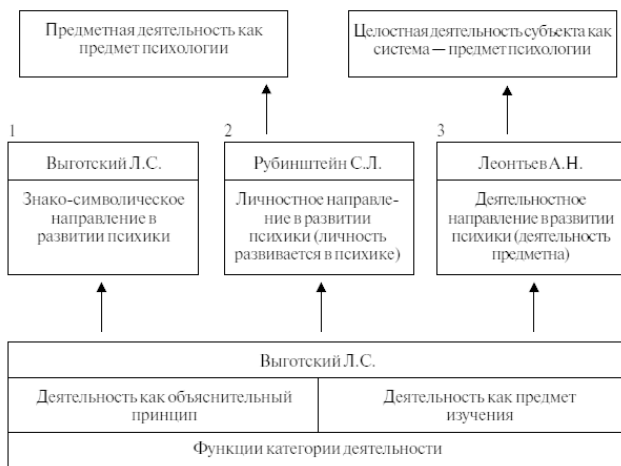 Предметная деятельность как
предмет психологии
Целостная деятельность субъекта как
система — предмет психологии
1
Выготский Л.С.
Знако-символическое
направление в
развитии психики
2
Рубинштейн С.Л.
Личностное направле-
ние в развитии
психики (личность
развивается в психике)
3
Леонтьев А.Н.
Деятельностное
направление в развитии
психики (деятельность
предметна)
Выготский Л.С.
Деятельность как объяснительный
принцип
Деятельность как предмет
изучения
Функции категории деятельности